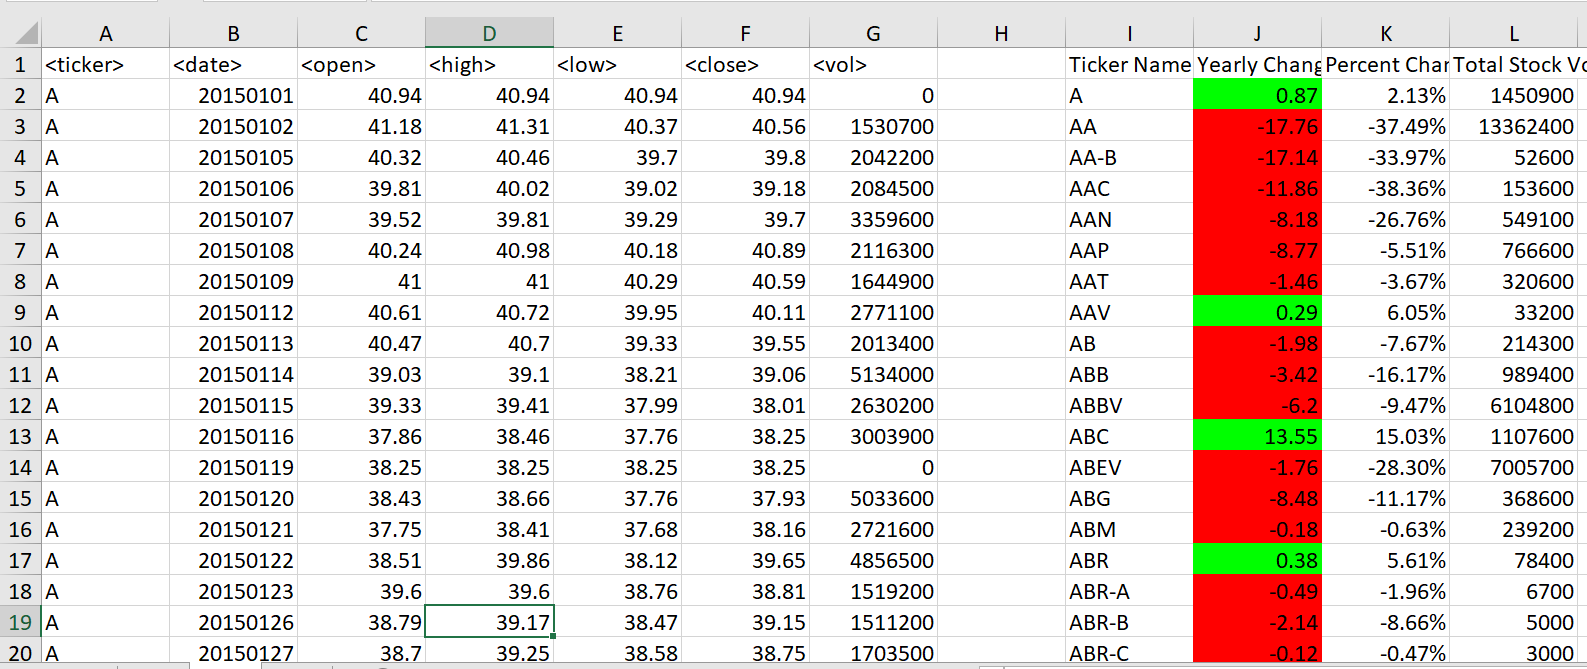 A B C D E F G H I J K L
1 <ticker> <date> <open> <high> <low> <close> <vol> Ticker Name Yearly Chang Percent Char Total Stock Vo
2 A 20150101 40.94 40.94 40.94 40.94 0 A 0.87 2.13% 1450900
3 A 20150102 41.18 41.31 40.37 40.56 1530700 AA -17.76 -37.49% 13362400
4 A 20150105 40.32 40.46 39.7 39.8 2042200 AA-B -17.14 -33.97% 52600
5 A 20150106 39.81 40.02 39.02 39.18 2084500 AAC -11.86 -38.36% 153600
6 A 20150107 39.52 39.81 39.29 39.7 3359600 AAN -8.18 -26.76% 549100
7 A 20150108 40.24 40.98 40.18 40.89 2116300 AAP -8.77 -5.51% 766600
8 A 20150109 41 41 40.29 40.59 1644900 AAT -1.46 -3.67% 320600
9 A 20150112 40.61 40.72 39.95 40.11 2771100 AAV 0.29 6.05% 33200
10 A 20150113 40.47 40.7 39.33 39.55 2013400 AB -1.98 -7.67% 214300
11 A 20150114 39.03 39.1 38.21 39.06 5134000 ABB -3.42 -16.17% 989400
12 A 20150115 39.33 39.41 37.99 38.01 2630200 ABBV -6.2 -9.47% 6104800
13 A 20150116 37.86 38.46 37.76 38.25 3003900 ABC 13.55 15.03% 1107600
14 A 20150119 38.25 38.25 38.25 38.25 0 ABEV -1.76 -28.30% 7005700
15 A 20150120 38.43 38.66 37.76 37.93 5033600 ABG -8.48 -11.17% 368600
16 A 20150121 37.75 38.41 37.68 38.16 2721600 ABM -0.18 -0.63% 239200
17 A 20150122 38.51 39.86 38.12 39.65 4856500 ABR 0.38 5.61% 78400
18 A 20150123 39.6 39.6 38.76 38.81 1519200 ABR-A -0.49 -1.96% 6700
19 A 20150126 38.79 39.17 38.47 39.15 1511200 ABR-B -2.14 -8.66% 5000
20 A 20150127 38.7 39.25 38.58 38.75 1703500 ABR-C -0.12 -0.47% 3000